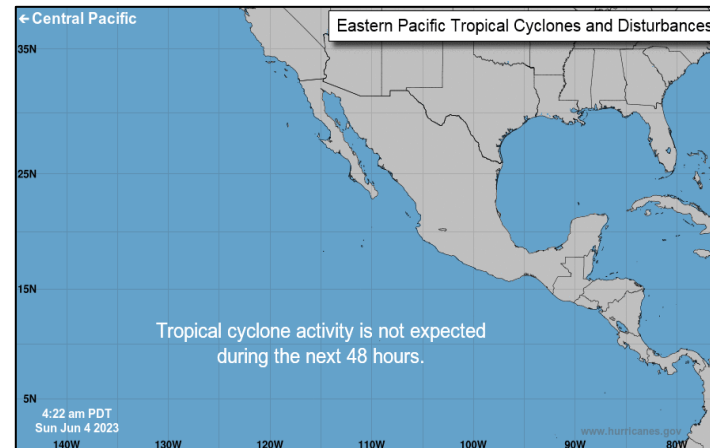 ← Central Pacific
Eastern Pacific Tropical Cyclones and Disturbances
35N
25N
15N
Tropical cyclone activity is not expected
during the next 48 hours.
5N
4:22 am PDT
Sun Jun 4 2023
www.hurricanes.gov
140W 130W 120W 110W 100W 90W 80W